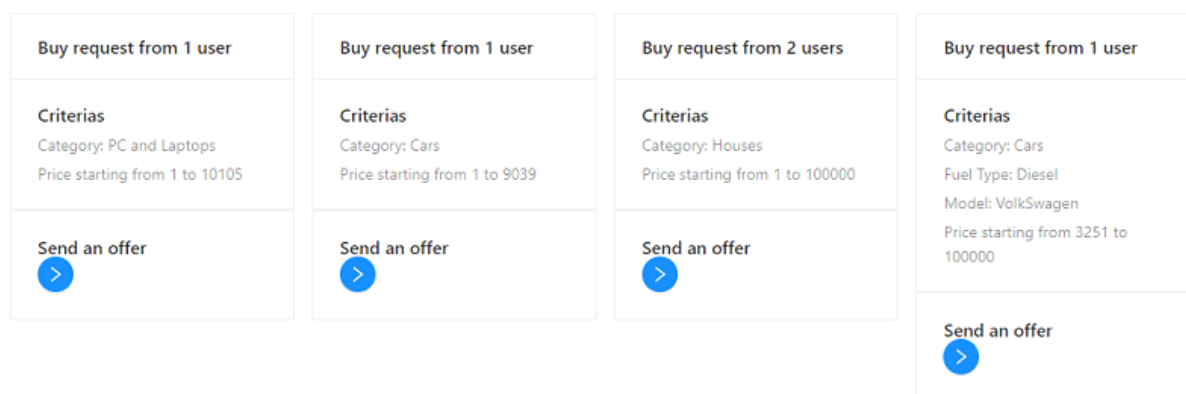 Buy request from 1 user
Criterias
Category: PC and Laptops
Price starting from 1 to 10105
Send an offer
Buy request from 1 user
Criterias
Category: Cars
Price starting from 1 to 9039
Send an offer
Buy request from 2 users
Criterias
Category: Houses
Price starting from 1 to 100000
Send an offer
Buy request from 1 user
Criterias
Category: Cars
Fuel Type: Diesel
Model: VolkSwagen
Price starting from 3251 to
100000
Send an offer